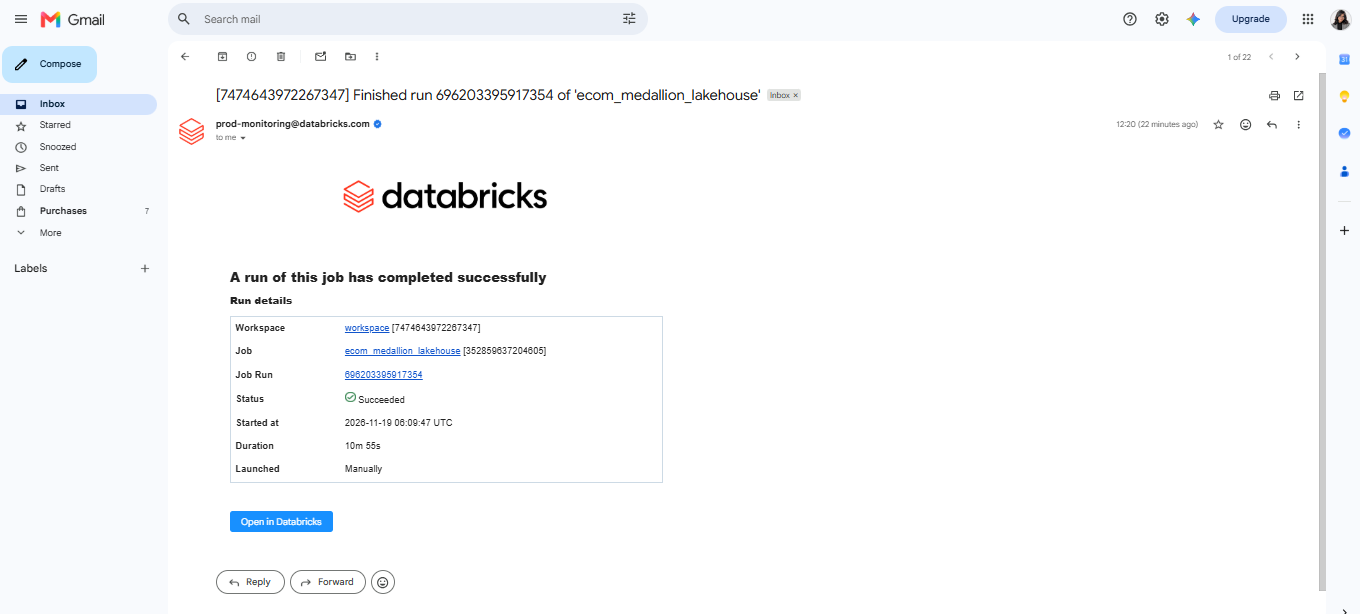 Gmail
Search mail
Upgrade
Compose
1 of 22
Inbox
Starred
Snoozed
Sent
Drafts
Purchases 7
More
Labels
[7474643972267347] Finished run 696203395917354 of 'ecom_medallion_lakehouse' Inbox ×
prod-monitoring@databricks.com 12:20 (22 minutes ago)
to me
databricks
A run of this job has completed successfully
Run details
Workspace workspace [7474643972267347]
Job ecom_medallion_lakehouse [352859637204605]
Job Run 696203395917354
Status Succeeded
Started at 2026-11-19 06:09:47 UTC
Duration 10m 55s
Launched Manually
Open in Databricks
Reply Forward
31